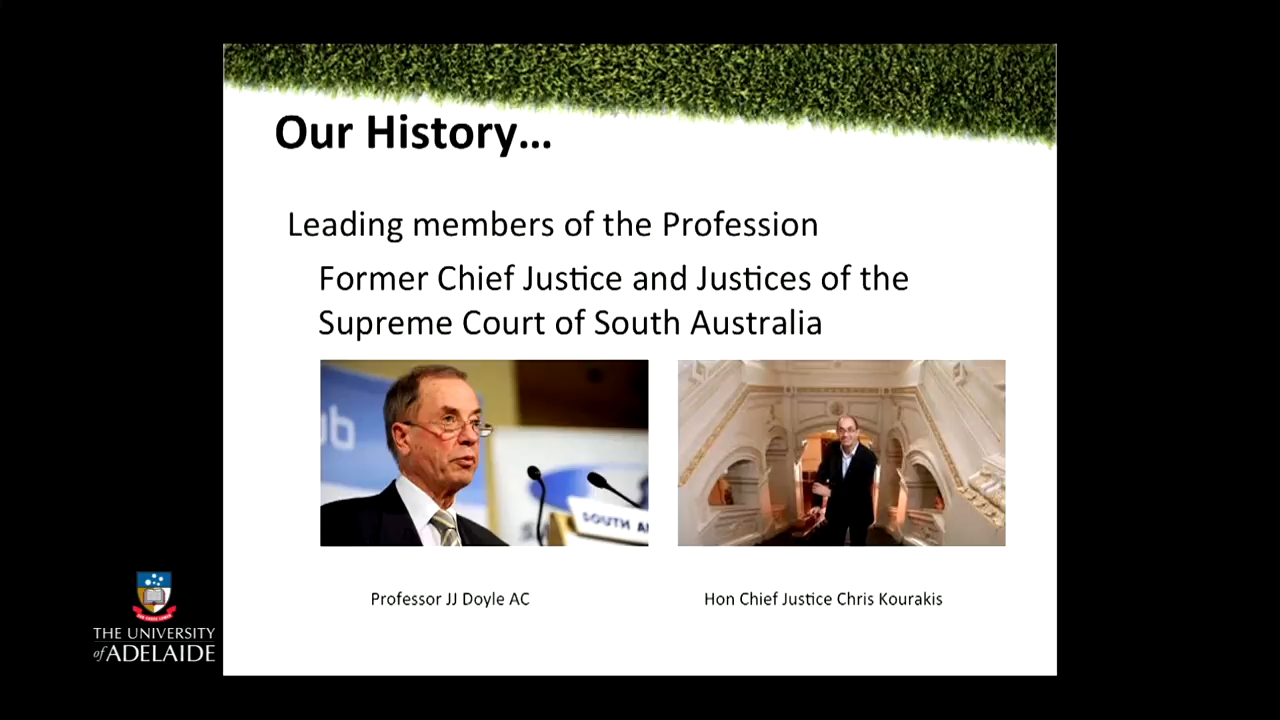 Our History...
Leading members of the Profession
Former Chief Justice and Justices of the
Supreme Court of South Australia
ub
SOUTH
Professor JJ Doyle AC
Hon Chief Justice Chris Kourakis
THE UNIVERSITY
of ADELAIDE